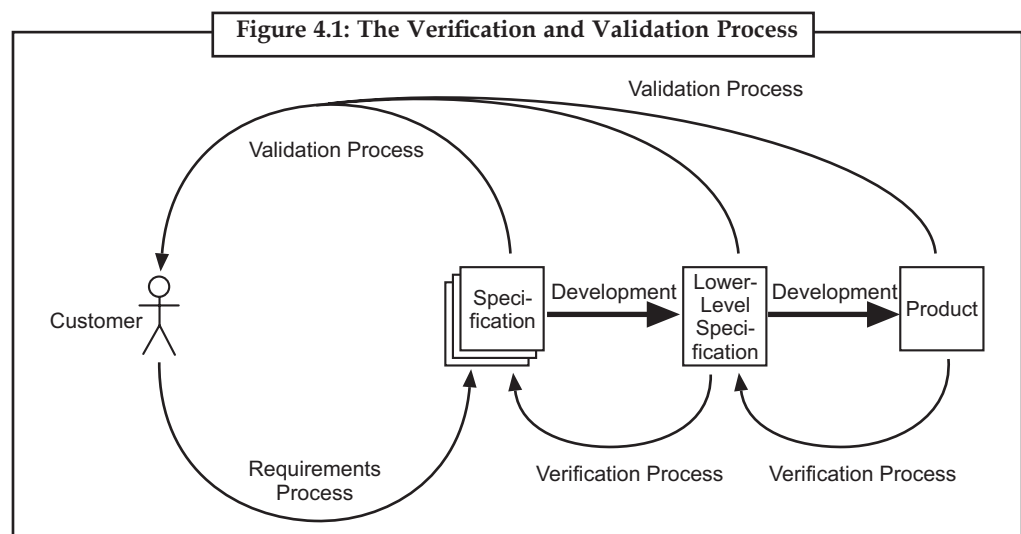 Figure 4.1: The Verification and Validation Process
Validation Process
Validation Process
Customer
Speci-
fication
Development
Lower-
Level
Speci-
fication
Development
Product
Requirements
Process
Verification Process
Verification Process